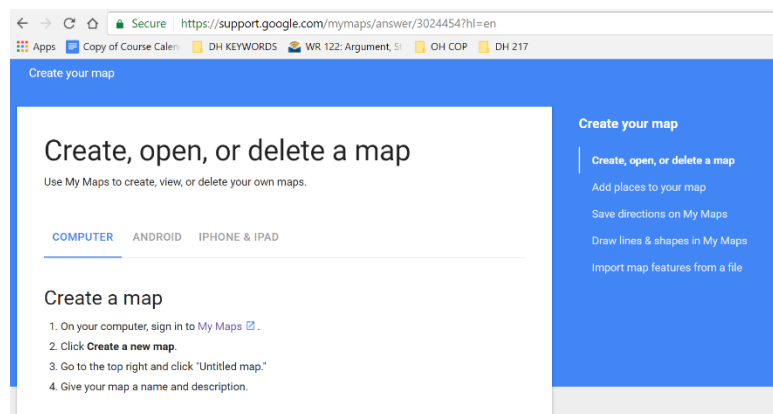 Secure https://support.google.com/mymaps/answer/3024454?hl=en
Apps Copy of Course Calen DH KEYWORDS WR 122: Argument, S OH COP DH 217
Create your map
Create, open, or delete a map
Use My Maps to create, view, or delete your own maps.
COMPUTER ANDROID IPHONE & IPAD
Create a map
1. On your computer, sign in to My Maps .
2. Click Create a new map.
3. Go to the top right and click "Untitled map."
4. Give your map a name and description.
Create your map
Create, open, or delete a map
Add places to your map
Save directions on My Maps
Draw lines & shapes in My Maps
Import map features from a file